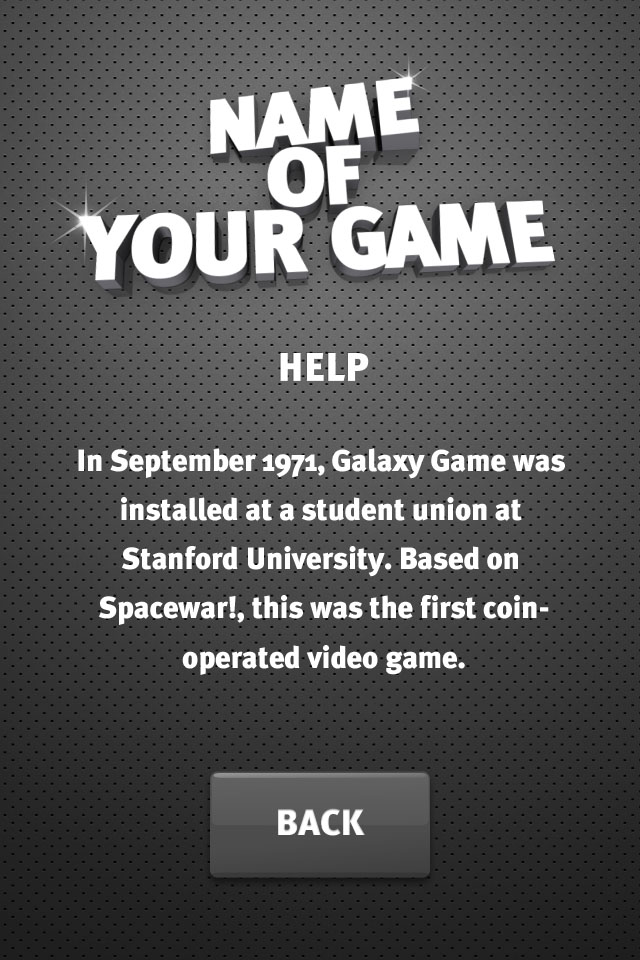 NAME
OF
YOUR GAME
HELP
In September 1971, Galaxy Game was
installed at a student union at
Stanford University. Based on
Spacewar!, this was the first coin-
operated video game.
BACK